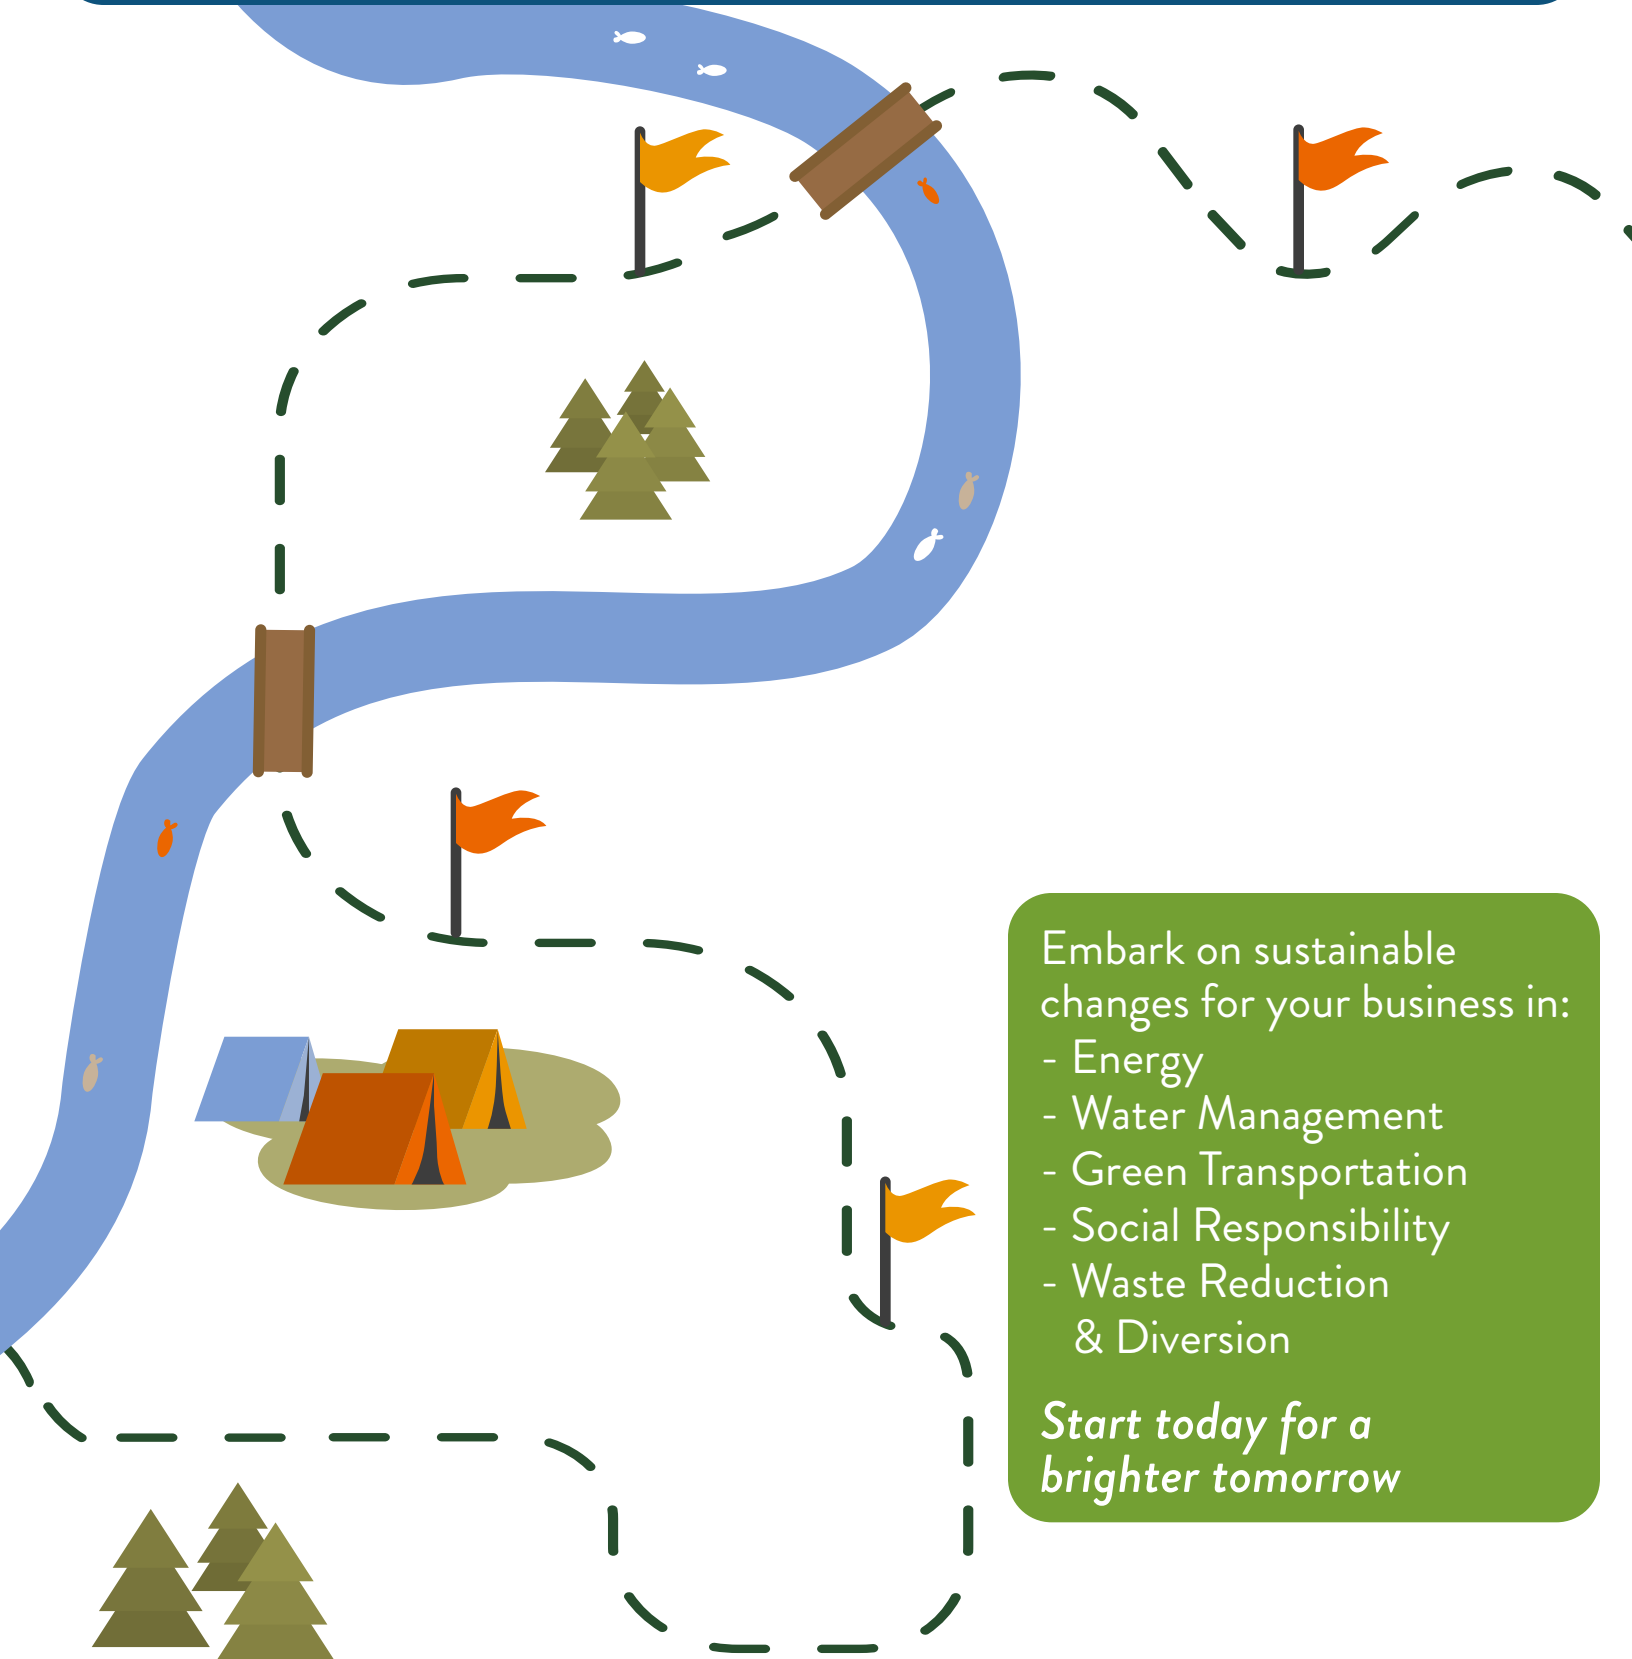 Embark on sustainable
changes for your business in:
- Energy
- Water Management
- Green Transportation
- Social Responsibility
- Waste Reduction
& Diversion
Start today for a
brighter tomorrow